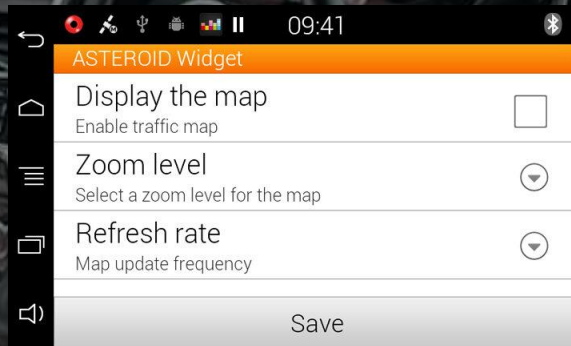 09:41
ASTEROID Widget
Display the map
Enable traffic map
Zoom level
Select a zoom level for the map
Refresh rate
Map update frequency
Save